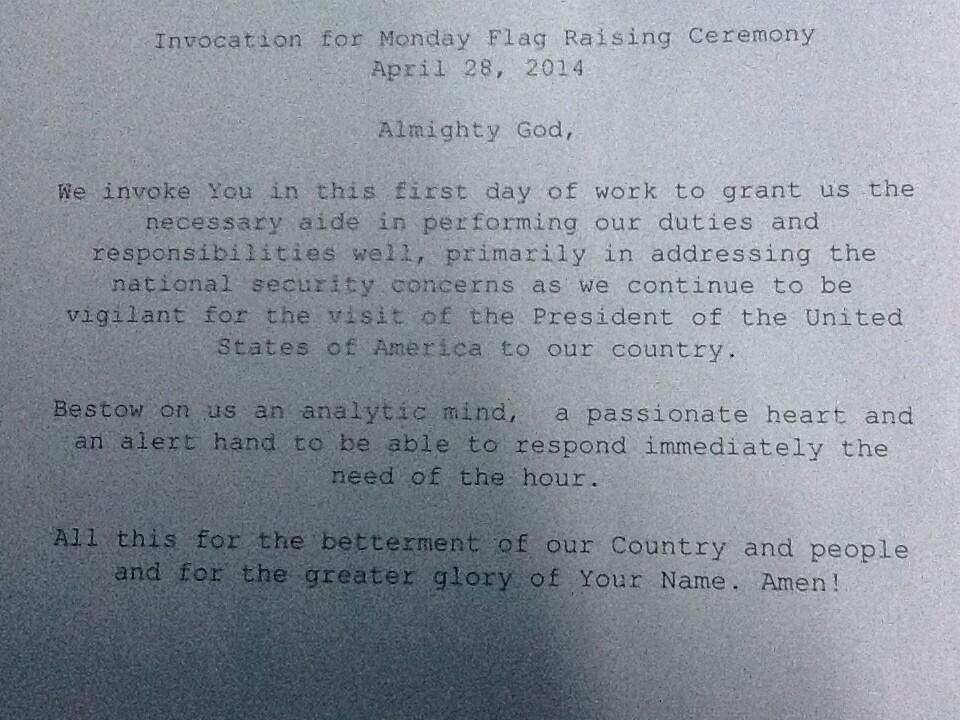 Invocation for Monday Flag Raising Ceremony
April 28, 2014
Almighty God,
We invoke You in this first day of work to grant us the
necessary aide in performing our duties and
responsibilities well, primarily in addressing the
national security concerns as we continue to be
vigilant for the visit of the President of the United
States of America to our country.
Bestow on us an analytic mind, a passionate heart and
an alert hand to be able to respond immediately the
need of the hour.
All this for the betterment of our Country and people
and for the greater glory of Your Name. Amen!